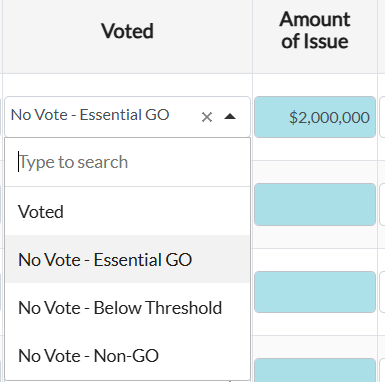 Voted
Amount
of Issue
No Vote - Essential GO
$2,000,000
Type to search
Voted
No Vote - Essential GO
No Vote - Below Threshold
No Vote - Non-GO